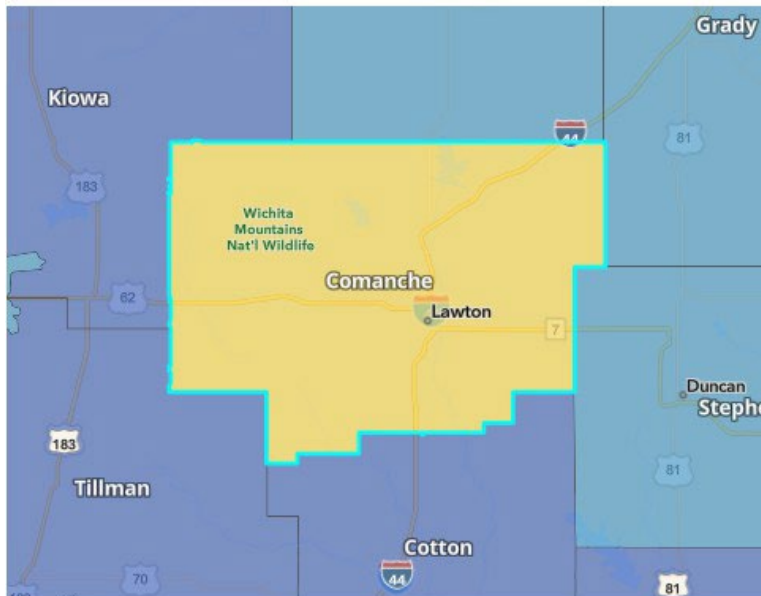 Grady
Kiowa
44
81
183
Wichita
Mountains
Nat'l Wildlife
Comanche
62
Lawton
7
Duncan
Stephe
183
81
Tillman
Cotton
70
44
81